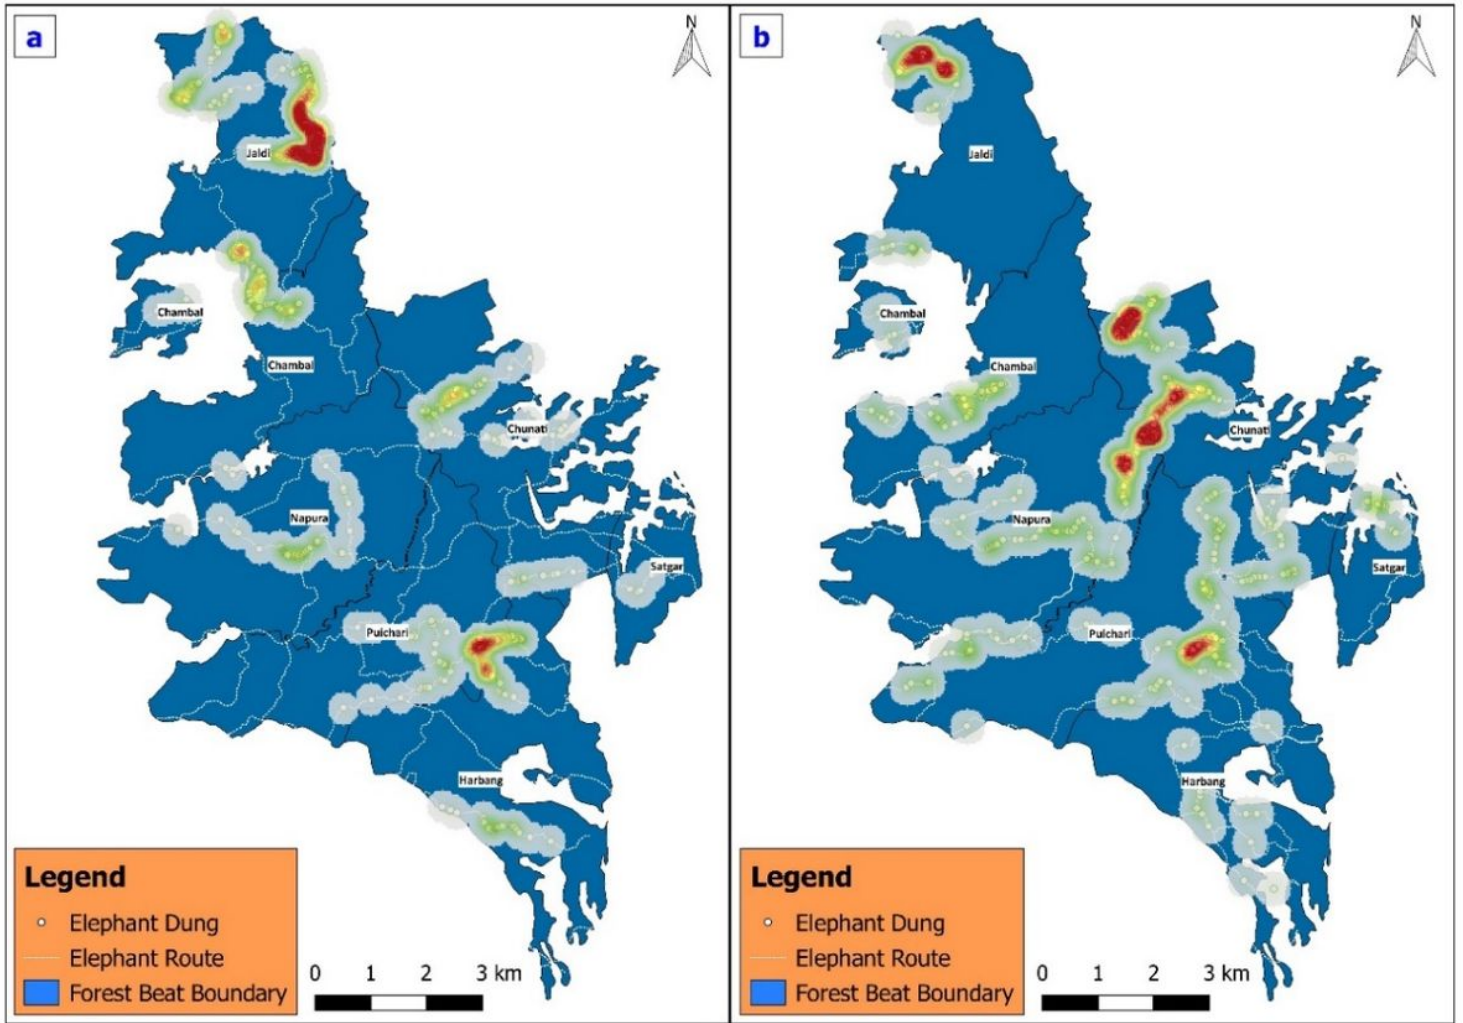 a
N
Jaldi
Chambal
Chambal
Chunati
Napura
Satgar
Pulchari
Harbang
Legend
Elephant Dung
Elephant Route
Forest Beat Boundary
0 1 2 3 km
b
N
Jaldi
Chambal
Chambal
Chunati
Napura
Satgar
Pulchari
Harbang
Legend
Elephant Dung
Elephant Route
Forest Beat Boundary
0 1 2 3 km